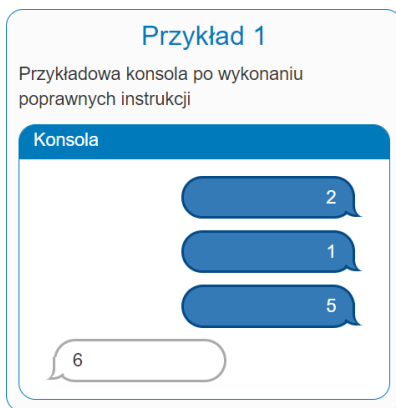 Przykład 1
Przykładowa konsola po wykonaniu
poprawnych instrukcji
Konsola
2
1
5
6